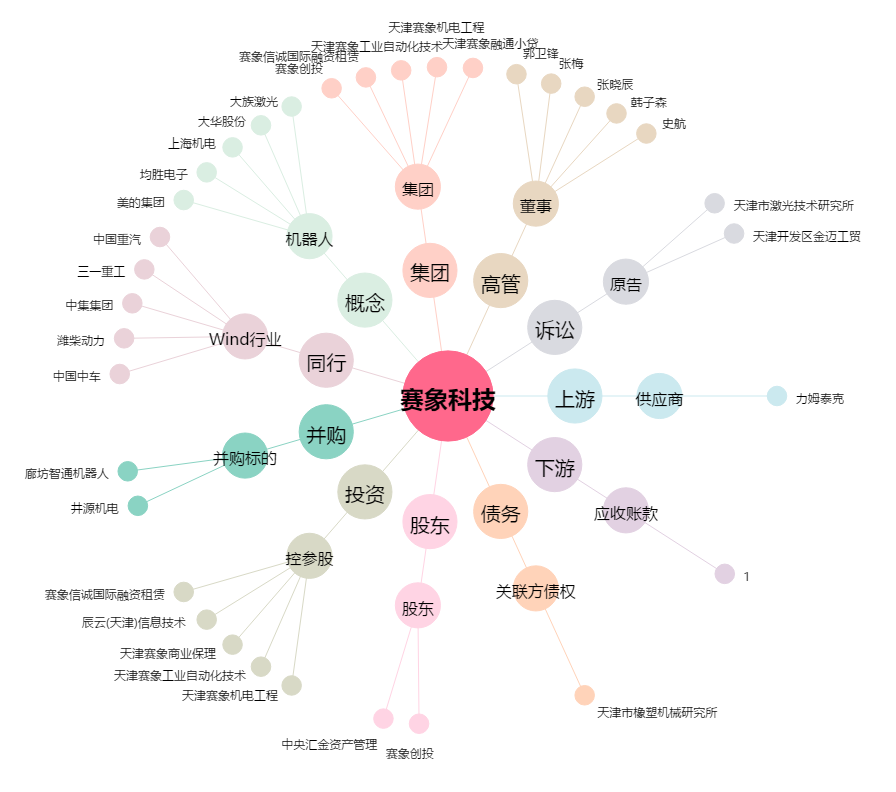 天津赛象机电工程
天津赛象工业自动化技术
天津赛象融通小贷
赛象信诚国际融资租赁
赛象创投
郭卫锋
张梅
张晓辰
韩子森
史航
大族激光
大华股份
上海机电
均胜电子
美的集团
集团
董事
机器人
天津市激光技术研究所
天津开发区金迈工贸
中国重汽
三一重工
中集集团
潍柴动力
中国中车
Wind行业
同行
概念
集团
高管
诉讼
原告
赛象科技
上游
供应商
力姆泰克
并购
并购标的
廊坊智通机器人
井源机电
投资
股东
债务
下游
应收账款
1
控参股
股东
关联方债权
赛象信诚国际融资租赁
辰云(天津)信息技术
天津赛象商业保理
天津赛象工业自动化技术
天津赛象机电工程
中央汇金资产管理
赛象创投
天津市橡塑机械研究所